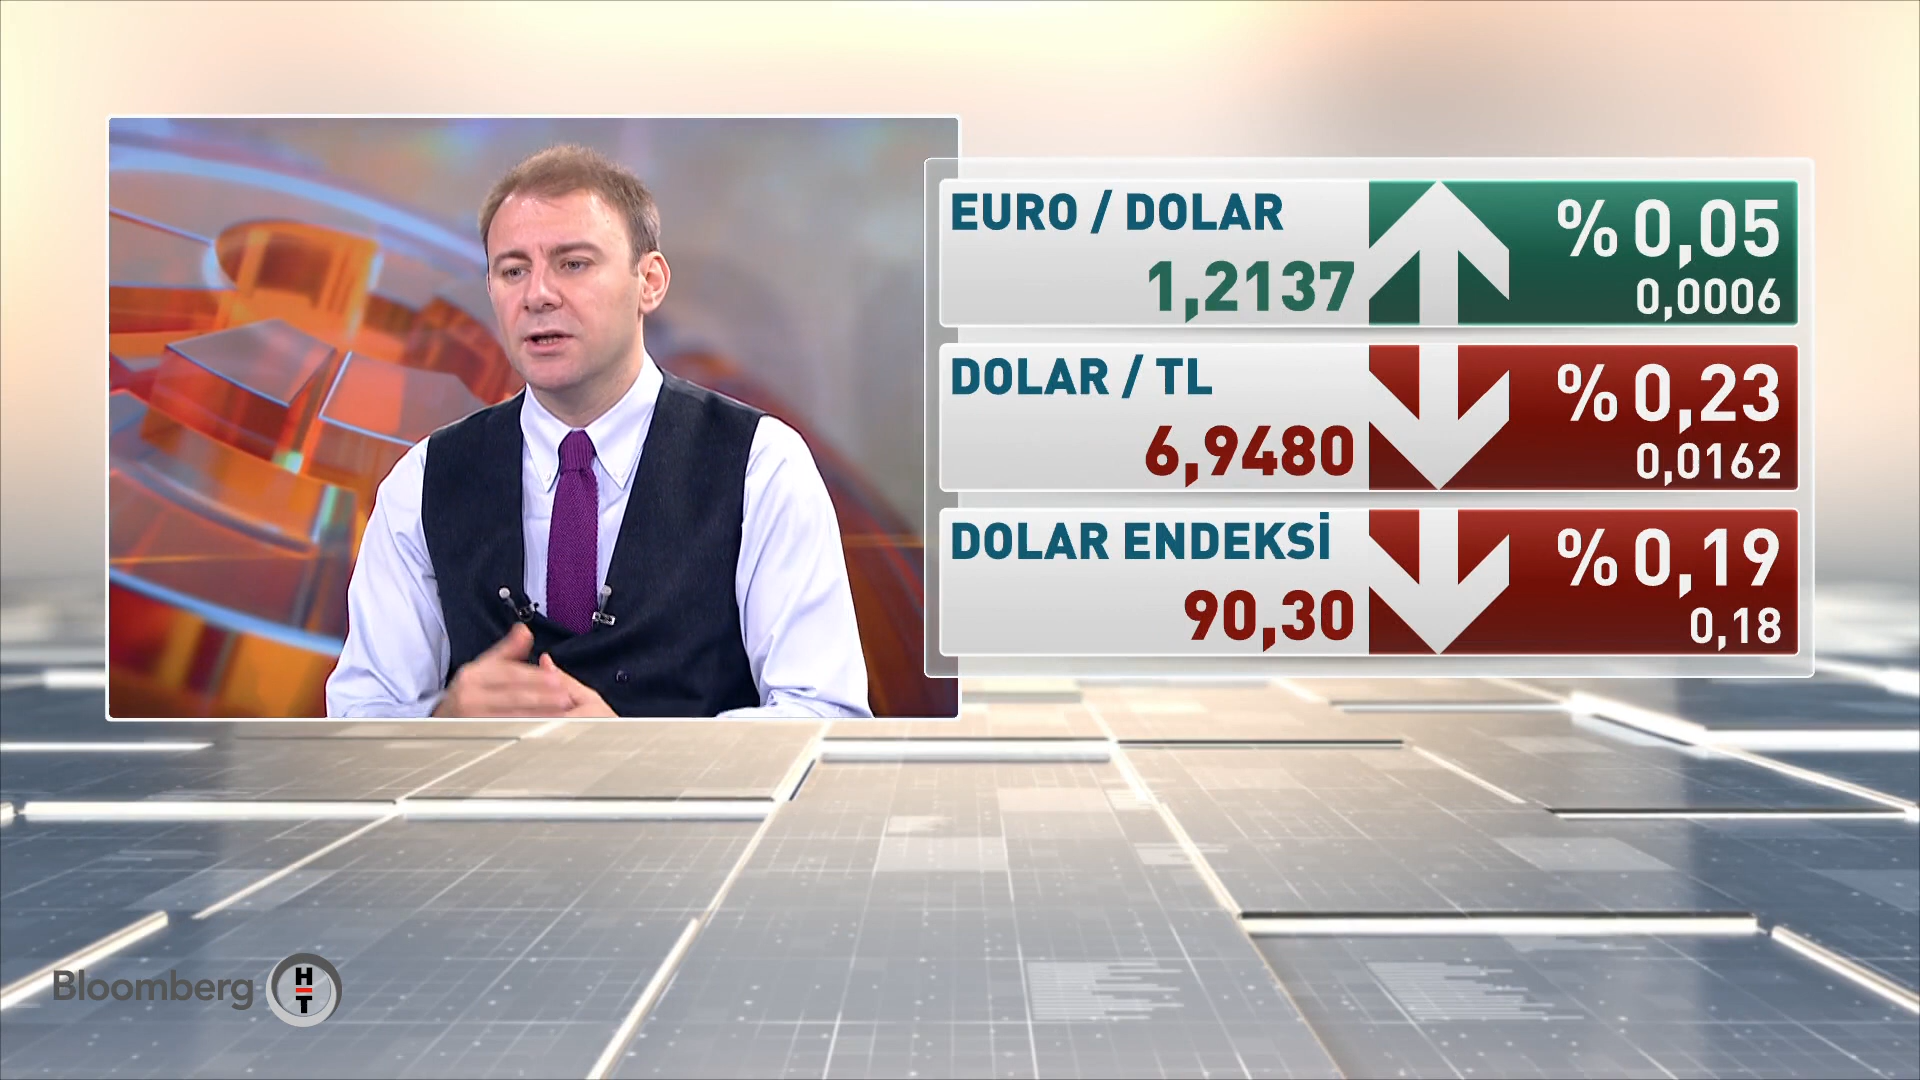 EURO / DOLAR
1,2137
% 0,05
0,0006
DOLAR / TL
6,9480
% 0,23
0,0162
DOLAR ENDEKSİ
90,30
% 0,19
0,18
Bloomberg HT